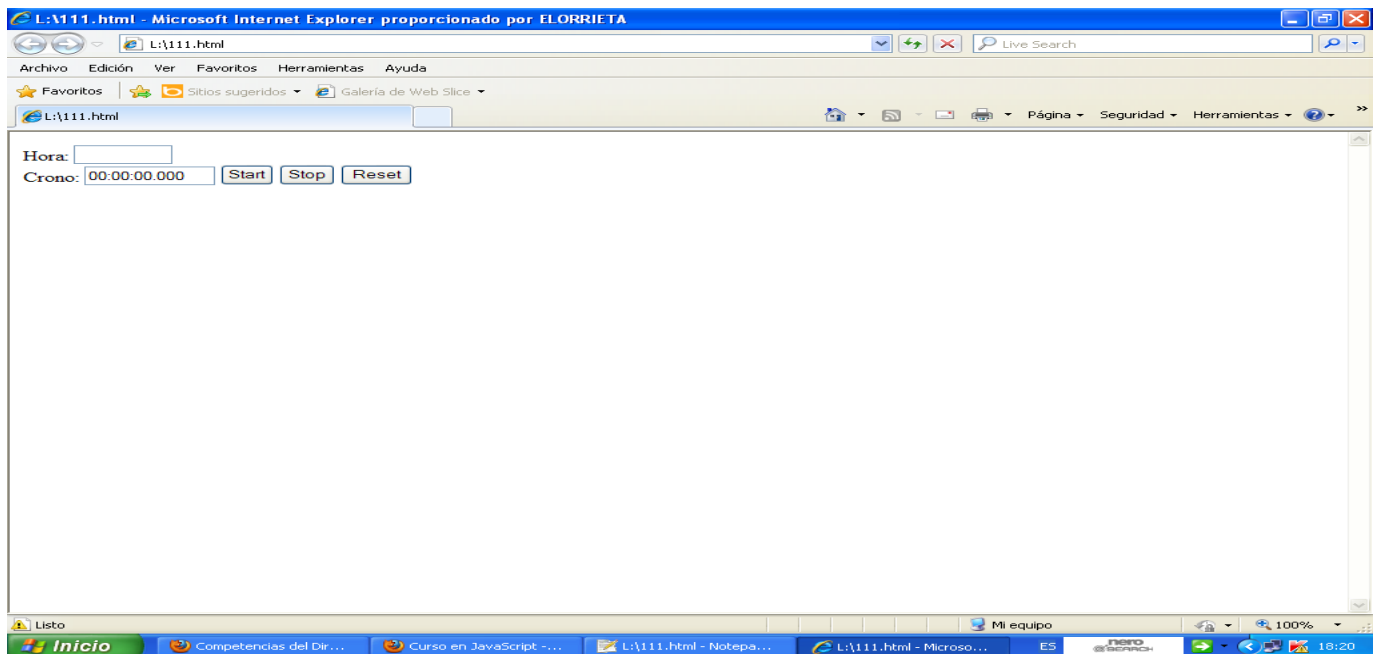 L:\111.html - Microsoft Internet Explorer proporcionado por ELORRIETA
L:\111.html Live Search
Archivo Edición Ver Favoritos Herramientas Ayuda
Favoritos Sitios sugeridos Galería de Web Slice
L:\111.html Página Seguridad Herramientas »
Hora:
Crono: 00:00:00.000 Start Stop Reset
Listo Mi equipo 100%
Inicio Competencias del Dir... Curso en JavaScript -... L:\111.html - Notepa... L:\111.html - Microso... ES nero SEARCH 18:20